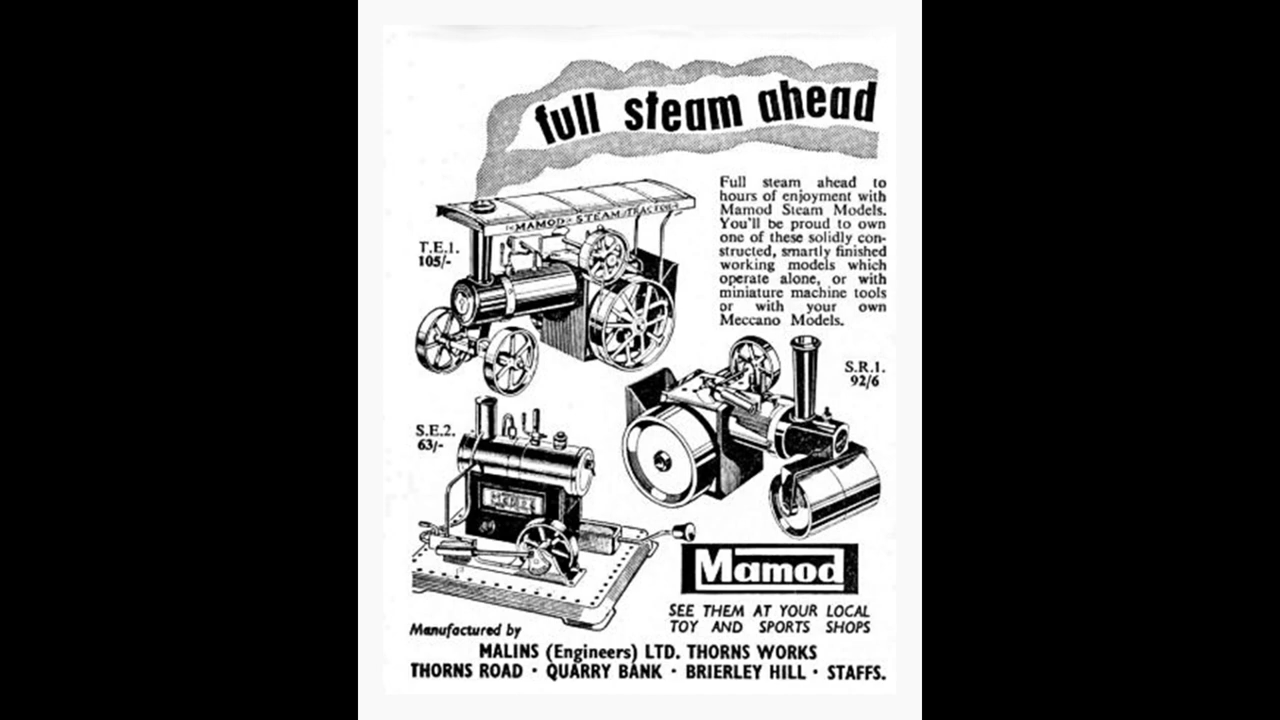 full steam ahead
Full steam ahead to
hours of enjoyment with
Mamod Steam Models.
You'll be proud to own
one of these solidly con-
structed, smartly finished
working models which
operate alone, or with
miniature machine tools
or with your own
Meccano Models.
MAMOD STEAM TRACTOR
T.E.1.
105/-
S.R.1.
92/6
S.E.2.
63/-
MAMOD
Mamod
SEE THEM AT YOUR LOCAL
TOY AND SPORTS SHOPS
Manufactured by
MALINS (Engineers) LTD. THORNS WORKS
THORNS ROAD · QUARRY BANK · BRIERLEY HILL · STAFFS.